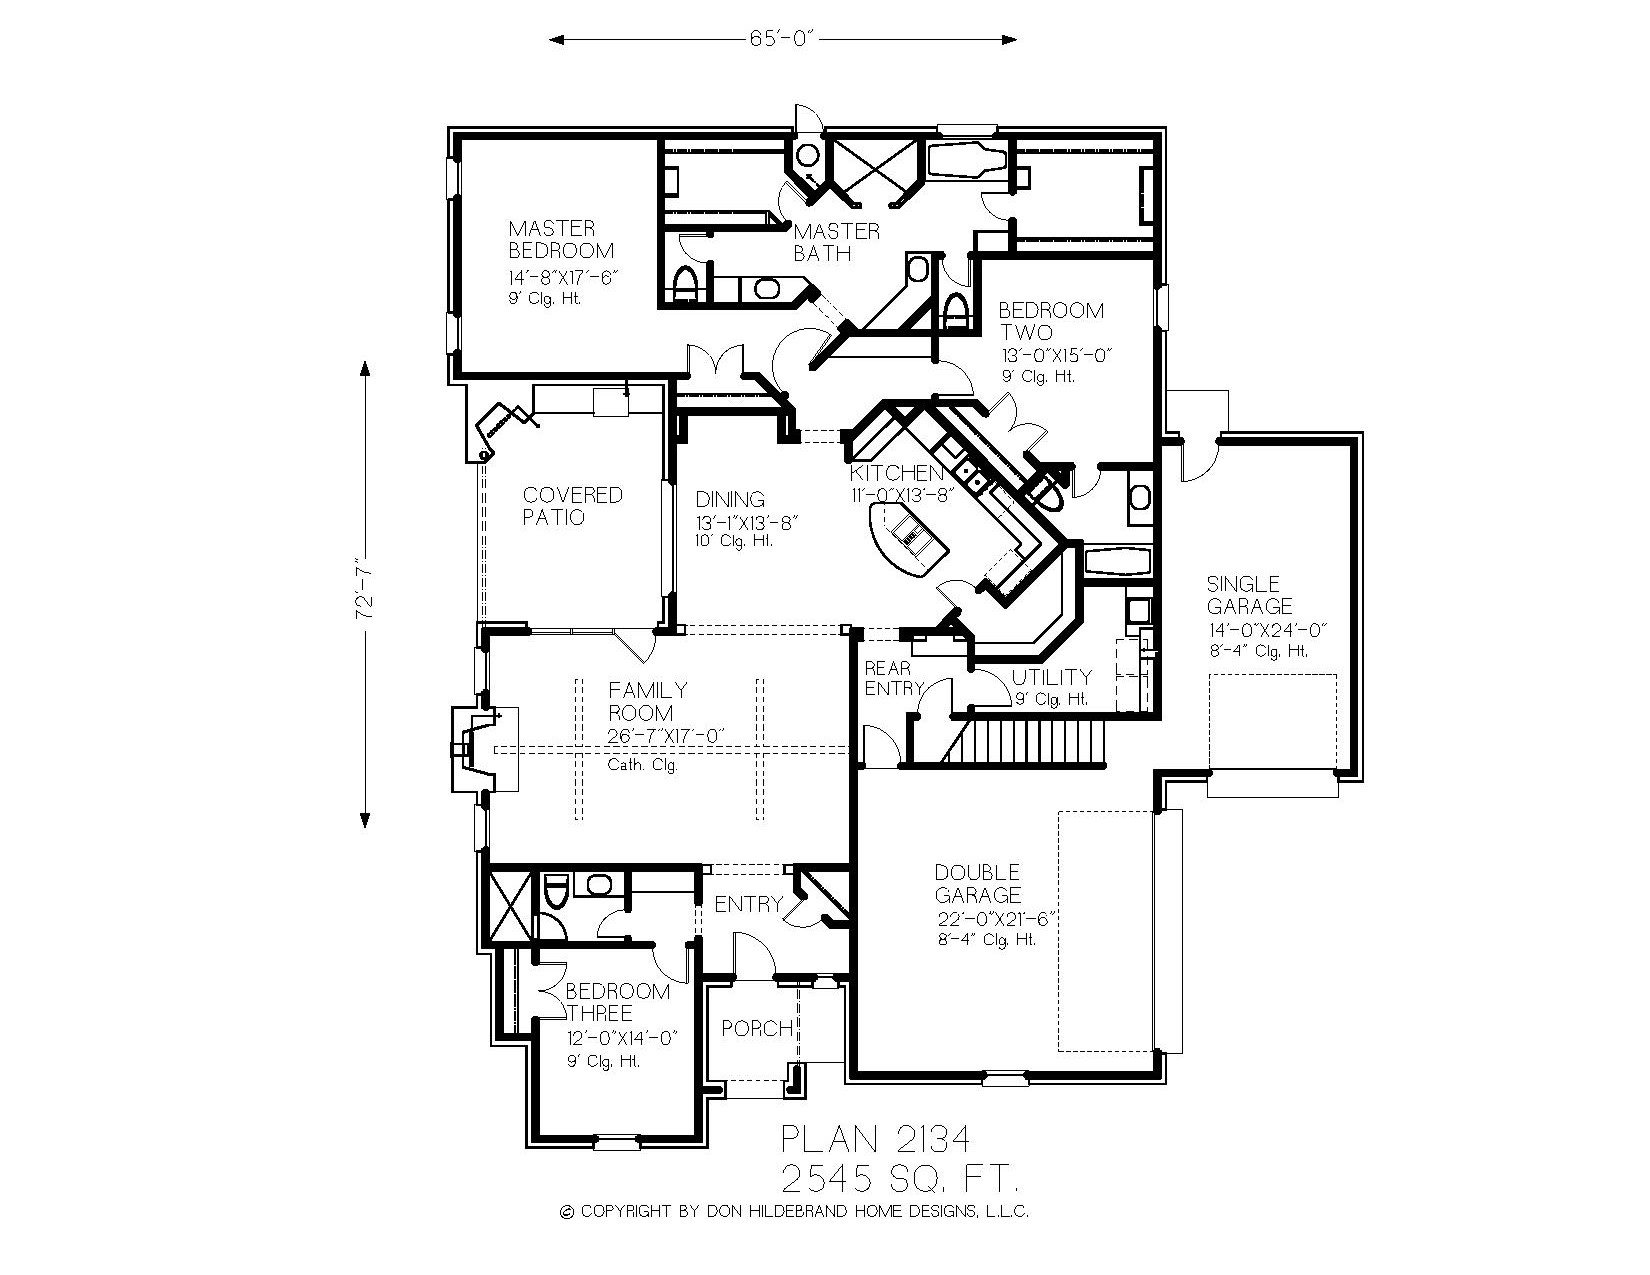 65'-0"
MASTER
BEDROOM
14'-8"X17'-6"
9' Clg. Ht.
MASTER
BATH
BEDROOM
TWO
13'-0"X15'-0"
9' Clg. Ht.
72'-7"
COVERED
PATIO
DINING
13'-1"X13'-8"
10' Clg. Ht.
KITCHEN
11'-0"X13'-8"
SINGLE
GARAGE
14'-0"X24'-0"
8'-4" Clg. Ht.
FAMILY
ROOM
26'-7"X17'-0"
Cath. Clg.
REAR
ENTRY
UTILITY
9' Clg. Ht.
DOUBLE
GARAGE
22'-0"X21'-6"
8'-4" Clg. Ht.
ENTRY
BEDROOM
THREE
12'-0"X14'-0"
9' Clg. Ht.
PORCH
PLAN 2134
2545 SQ. FT.
© COPYRIGHT BY DON HILDEBRAND HOME DESIGNS, L.L.C.